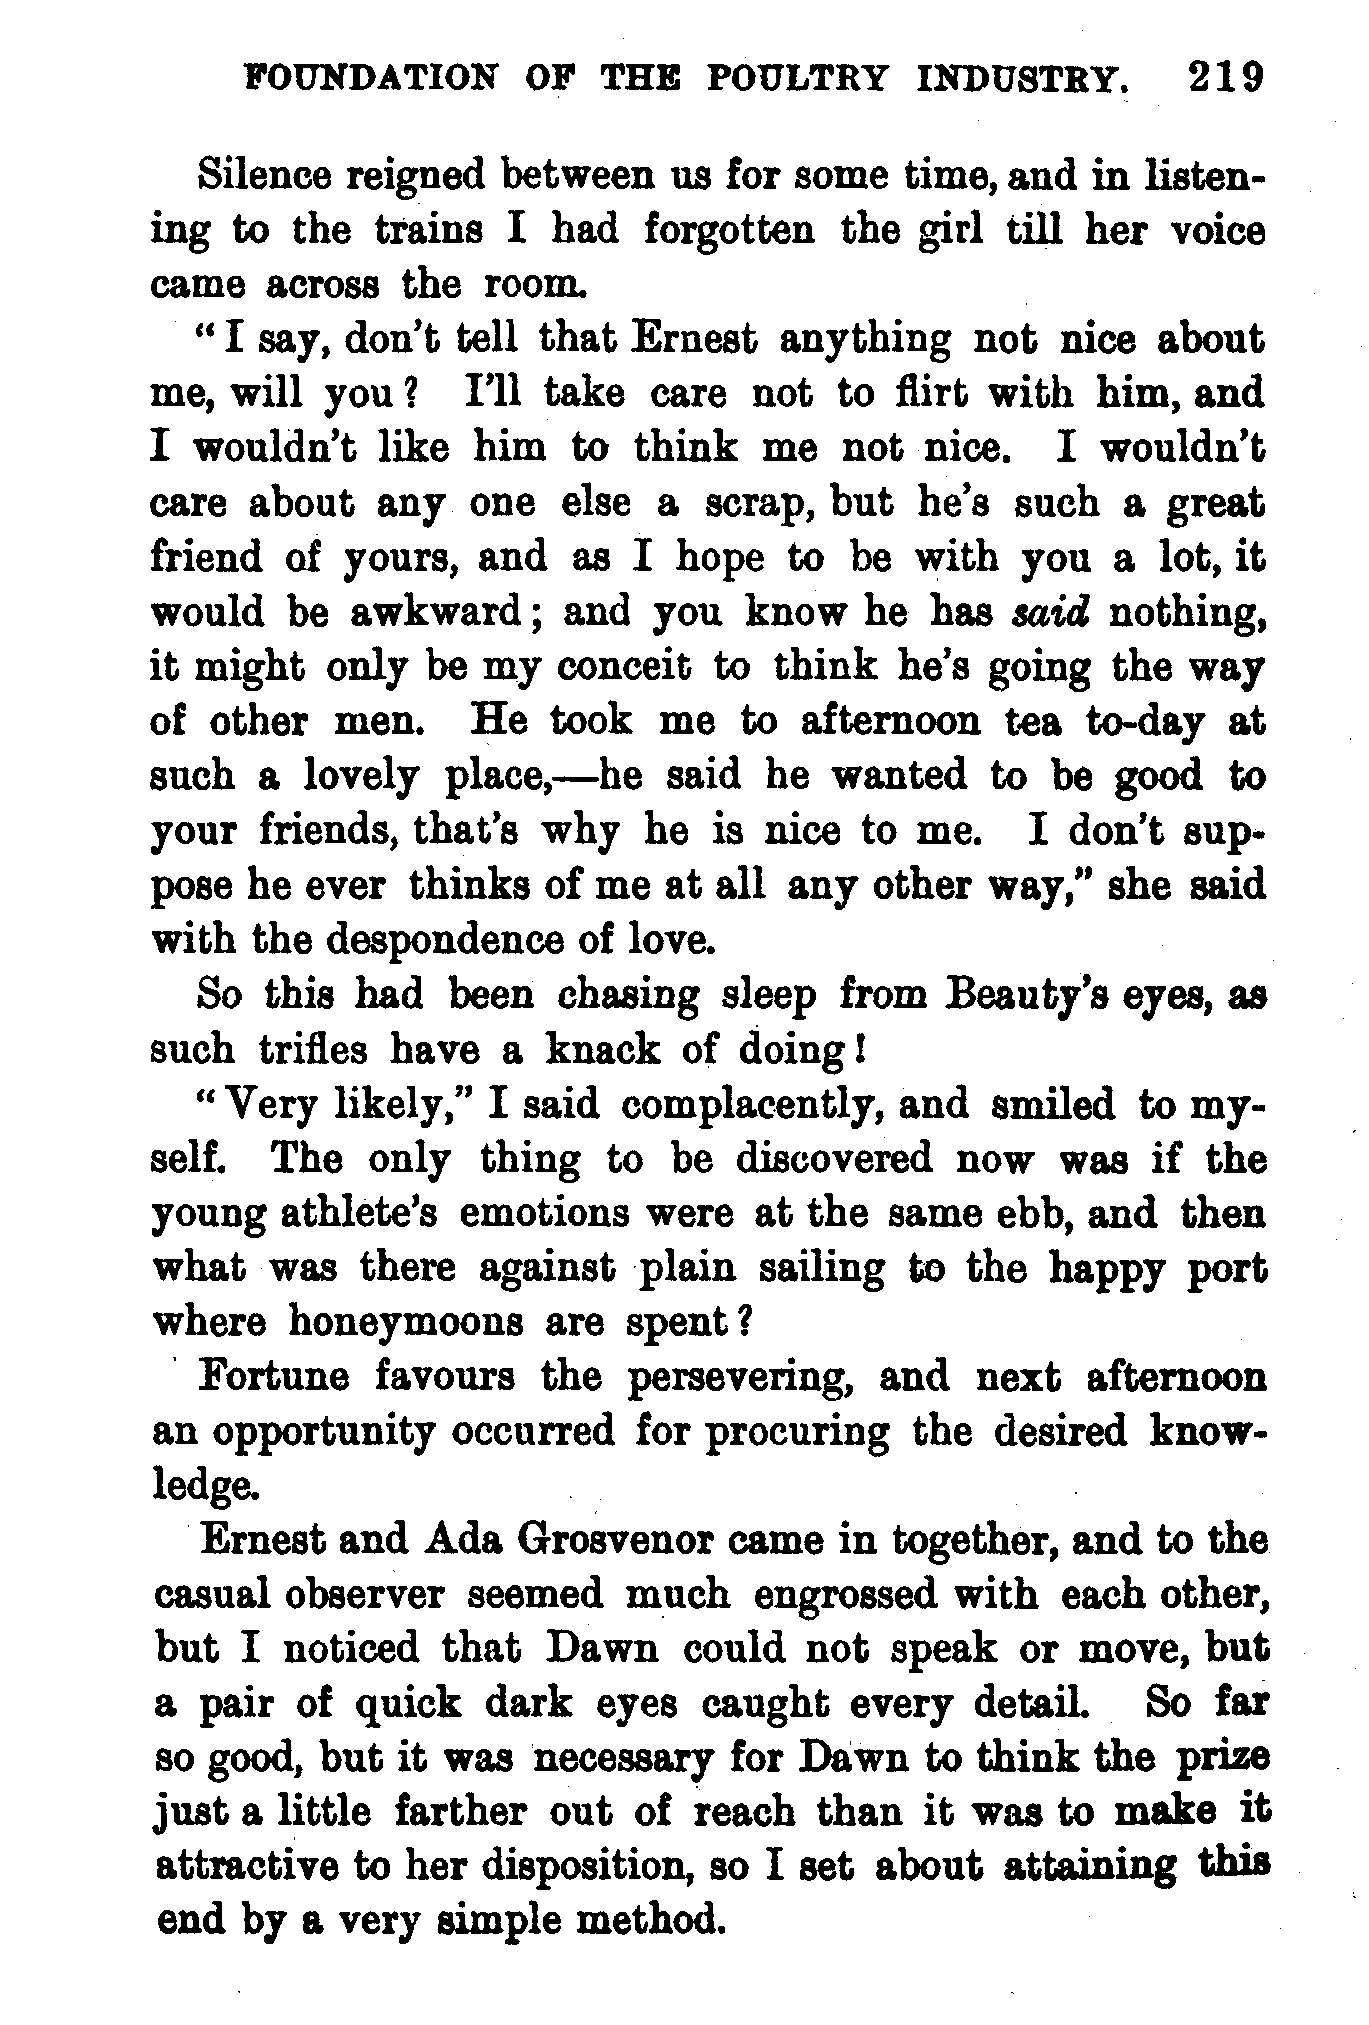 FOUNDATION OF THE POULTRY INDUSTRY. 219
Silence reigned between us for some time, and in listen-
ing to the trains I had forgotten the girl till her voice
came across the room.
“I say, don’t tell that Ernest anything not nice about
me, will you? I’ll take care not to flirt with him, and
I wouldn’t like him to think me not nice. I wouldn’t
care about any one else a scrap, but he’s such a great
friend of yours, and as I hope to be with you a lot, it
would be awkward; and you know he has said nothing,
it might only be my conceit to think he’s going the way
of other men. He took me to afternoon tea to-day at
such a lovely place,—he said he wanted to be good to
your friends, that’s why he is nice to me. I don’t sup-
pose he ever thinks of me at all any other way,” she said
with the despondence of love.
So this had been chasing sleep from Beauty’s eyes, as
such trifles have a knack of doing!
“Very likely,” I said complacently, and smiled to my-
self. The only thing to be discovered now was if the
young athlete’s emotions were at the same ebb, and then
what was there against plain sailing to the happy port
where honeymoons are spent?
Fortune favours the persevering, and next afternoon
an opportunity occurred for procuring the desired know-
ledge.
Ernest and Ada Grosvenor came in together, and to the
casual observer seemed much engrossed with each other,
but I noticed that Dawn could not speak or move, but
a pair of quick dark eyes caught every detail. So far
so good, but it was necessary for Dawn to think the prize
just a little farther out of reach than it was to make it
attractive to her disposition, so I set about attaining this
end by a very simple method.